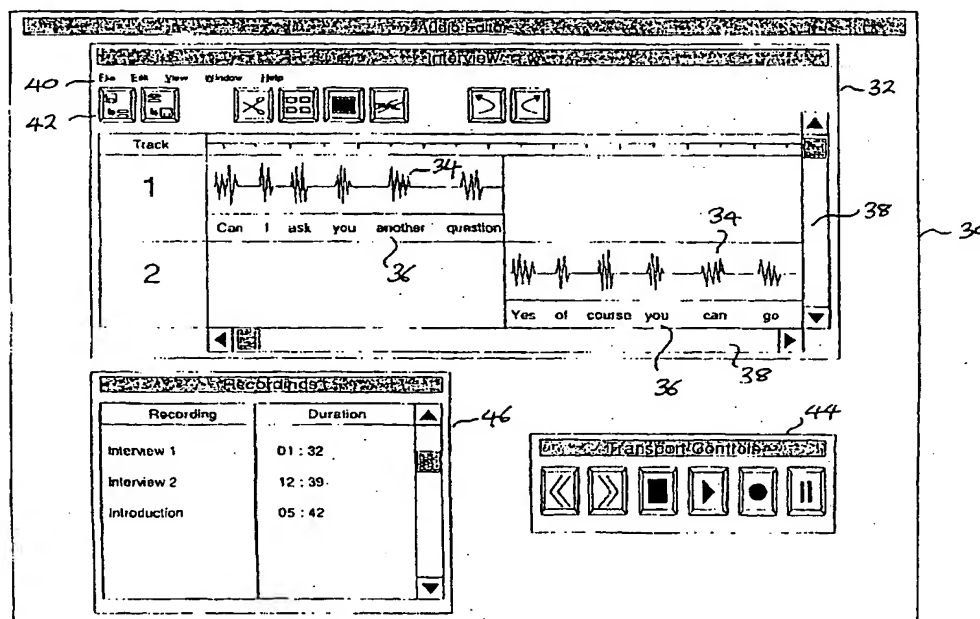 Audio Editor
Interview
40
File Edit View Window Help
32
42
Track
1
34
38
Can I ask you another question
34
30
2
36
Yes of course you can go
36
38
Recordings
46
44
Recording Duration
Transport Controls
Interview 1 01 : 32
Interview 2 12 : 39
Introduction 05 : 42